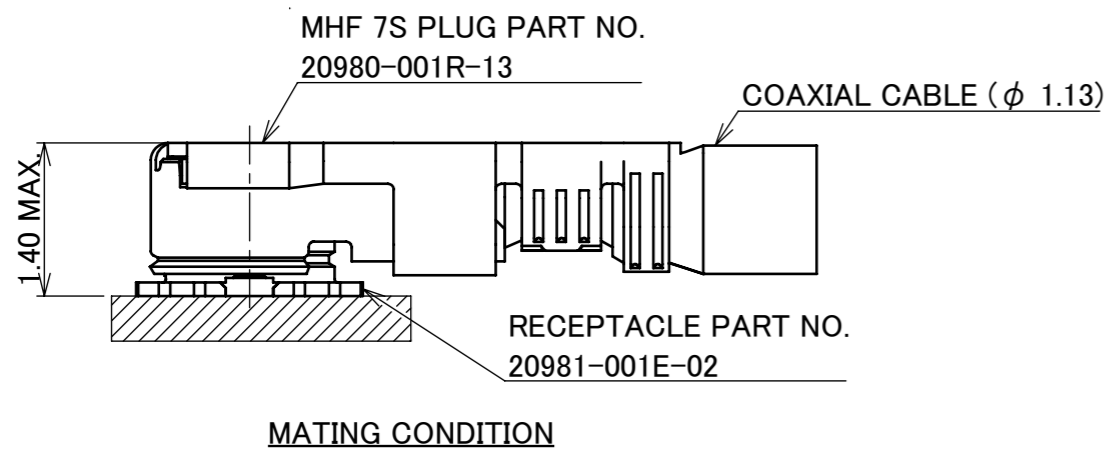 MHF 7S PLUG PART NO.
20980-001R-13
COAXIAL CABLE (φ 1.13)
1.40 MAX.
RECEPTACLE PART NO.
20981-001E-02
MATING CONDITION